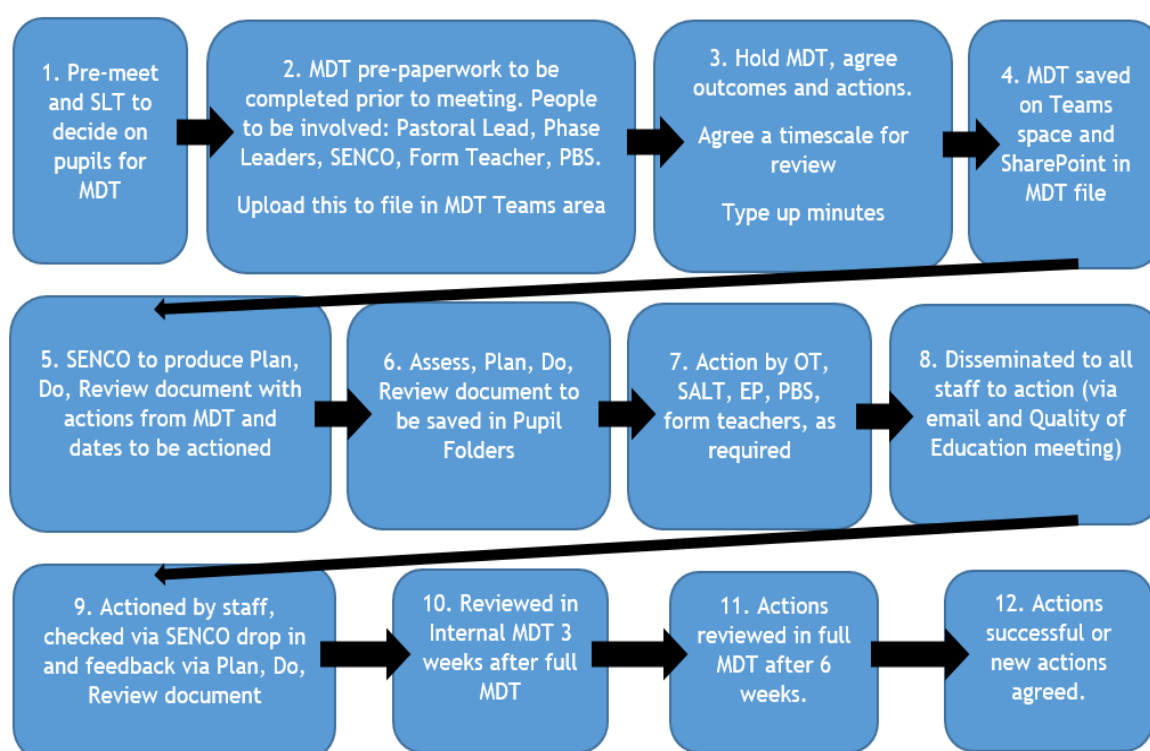 1. Pre-meet
and SLT to
decide on
pupils for
MDT
2. MDT pre-paperwork to be
completed prior to meeting. People
to be involved: Pastoral Lead, Phase
Leaders, SENCO, Form Teacher, PBS.
Upload this to file in MDT Teams area
3. Hold MDT, agree
outcomes and actions.
Agree a timescale for
review
Type up minutes
4. MDT saved
on Teams
space and
SharePoint in
MDT file
5. SENCO to produce Plan,
Do, Review document with
actions from MDT and
dates to be actioned
6. Assess, Plan, Do,
Review document to
be saved in Pupil
Folders
7. Action by OT,
SALT, EP, PBS,
form teachers, as
required
8. Disseminated to all
staff to action (via
email and Quality of
Education meeting)
9. Actioned by staff,
checked via SENCO drop in
and feedback via Plan, Do,
Review document
10. Reviewed in
Internal MDT 3
weeks after full
MDT
11. Actions
reviewed in full
MDT after 6
weeks.
12. Actions
successful or
new actions
agreed.